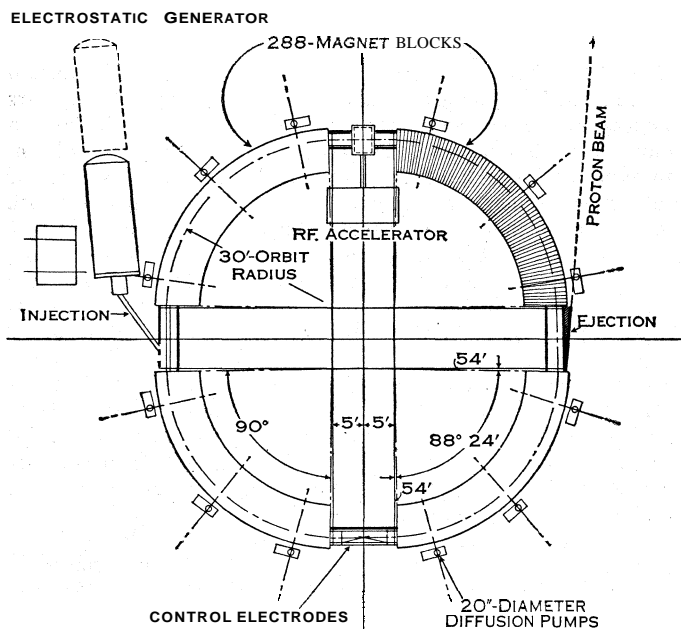 ELECTROSTATIC GENERATOR
288-MAGNET BLOCKS
PROTON BEAM
R.F. ACCELERATOR
30'-ORBIT
RADIUS
INJECTION
EJECTION
54'
90°
5'
5'
88° 24'
54'
CONTROL ELECTRODES
20"-DIAMETER
DIFFUSION PUMPS